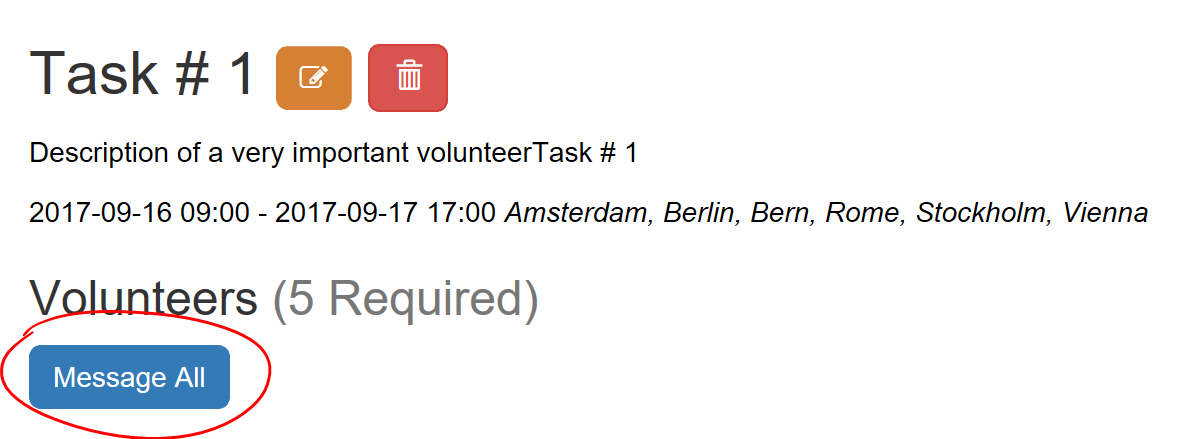 Task # 1
Description of a very important volunteerTask # 1
2017-09-16 09:00 - 2017-09-17 17:00 Amsterdam, Berlin, Bern, Rome, Stockholm, Vienna
Volunteers (5 Required)
Message All